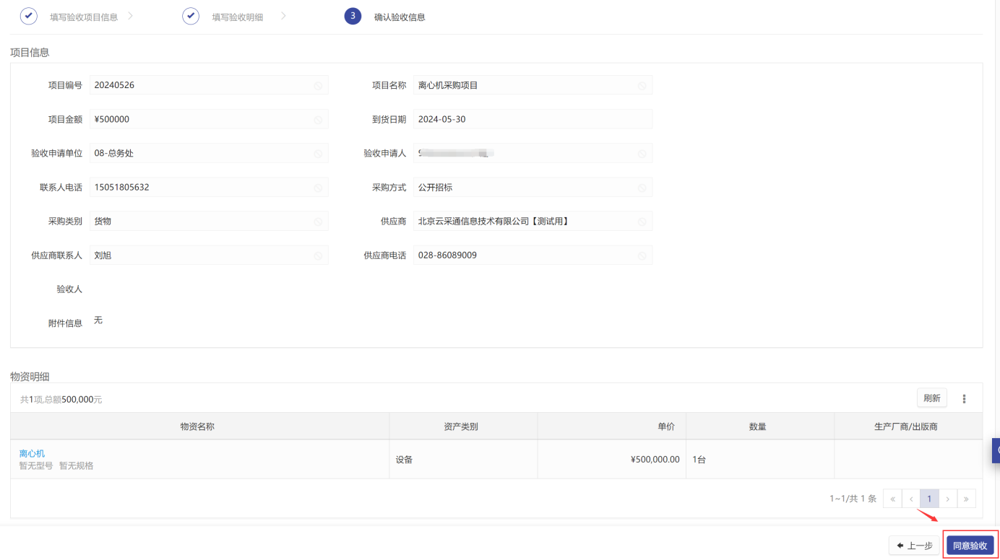 填写验收项目信息 填写验收明细 3 确认验收信息
项目信息
项目编号 20240526 项目名称 离心机采购项目
项目金额 ¥500000 到货日期 2024-05-30
验收申请单位 08-总务处 验收申请人
联系人电话 15051805632 采购方式 公开招标
采购类别 货物 供应商 北京云采通信息技术有限公司【测试用】
供应商联系人 刘旭 供应商电话 028-86089009
验收人
附件信息 无
物资明细
共1项,总额500,000元 刷新
物资名称 资产类别 单价 数量 生产厂商/出版商
离心机
暂无型号 暂无规格
设备 ¥500,000.00 1台
1~1/共 1 条 « ‹ 1 › »
上一步 同意验收